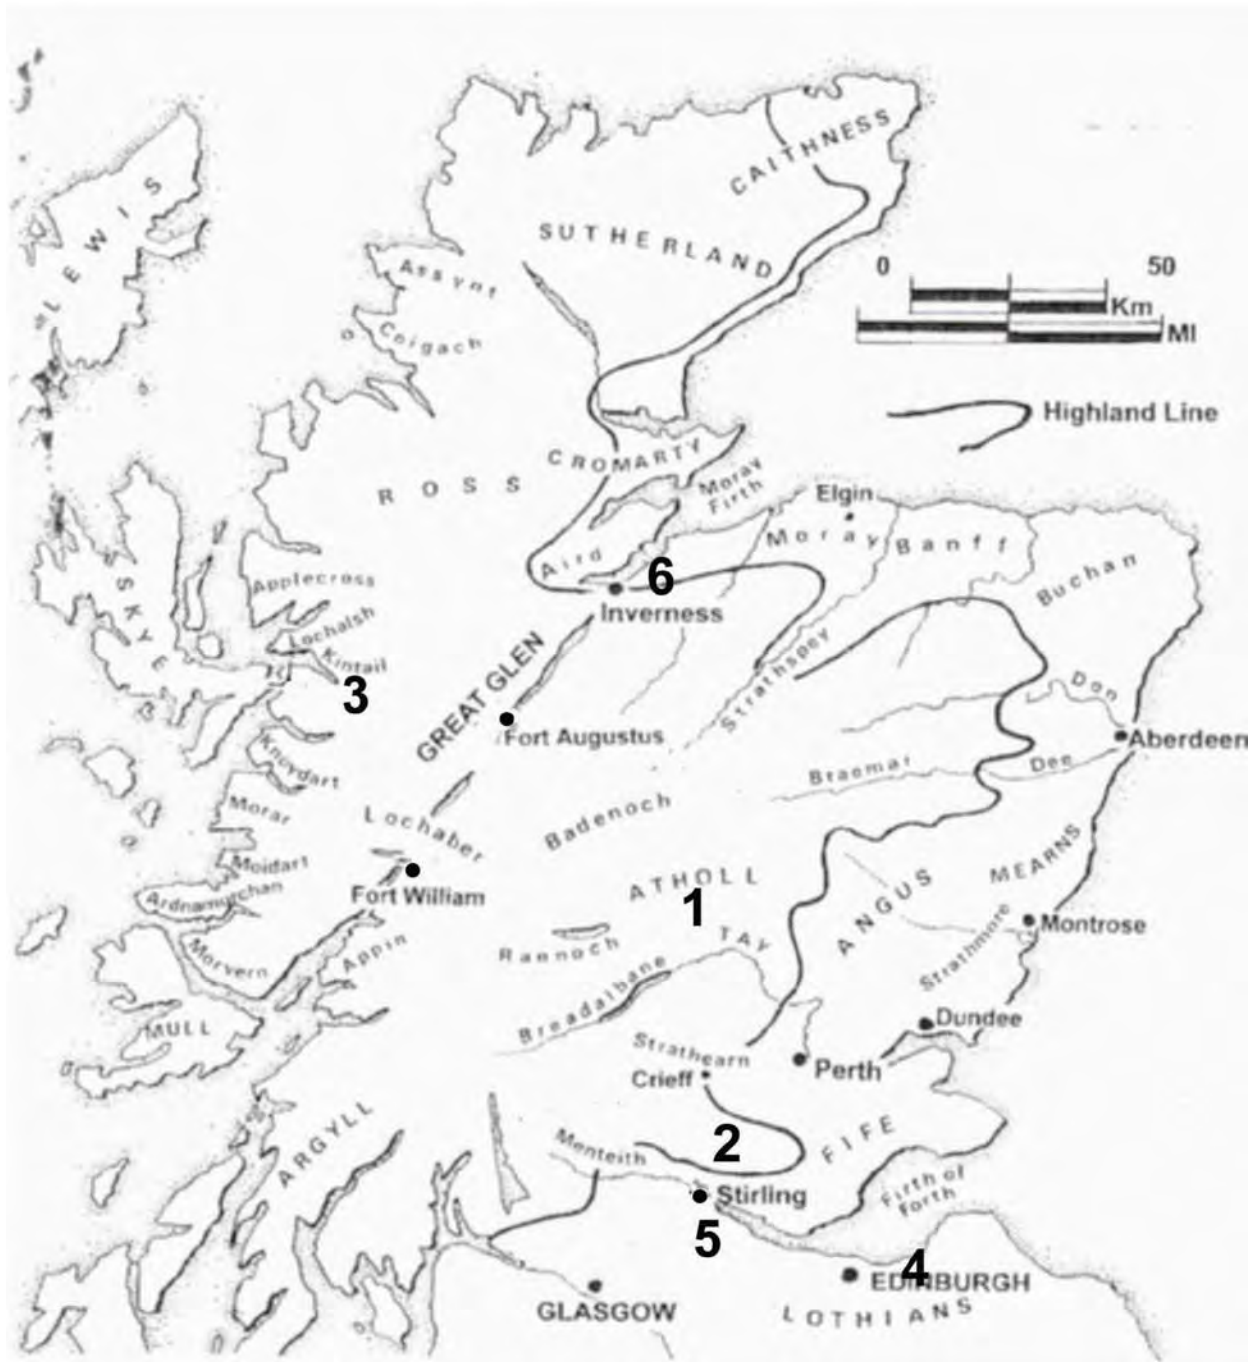 CAITHNESS
SUTHERLAND
LEWIS
0 50
Km
MI
Assynt
Coigach
Highland Line
CROMARTY
ROSS
Moray
Firth
Elgin
Moray
Banff
Buchan
Aird
6
Inverness
SKYE
Applecross
Lochalsh
Kintail
3
GREAT GLEN
Strathspey
Don
Fort Augustus
Aberdeen
Knoydart
Braemar
Dee
Morar
Lochaber
Badenoch
Moidart
Fort William
ATHOLL
1
ANGUS
MEARNS
Ardnamurchan
Montrose
Morvern
Appin
Rannoch
TAY
Strathmore
Breadalbane
MULL
Dundee
Strathearn
Perth
Crieff
ARGYLL
Menteith
2
FIFE
Stirling
Firth of
Forth
5
4
EDINBURGH
GLASGOW
LOTHIANS